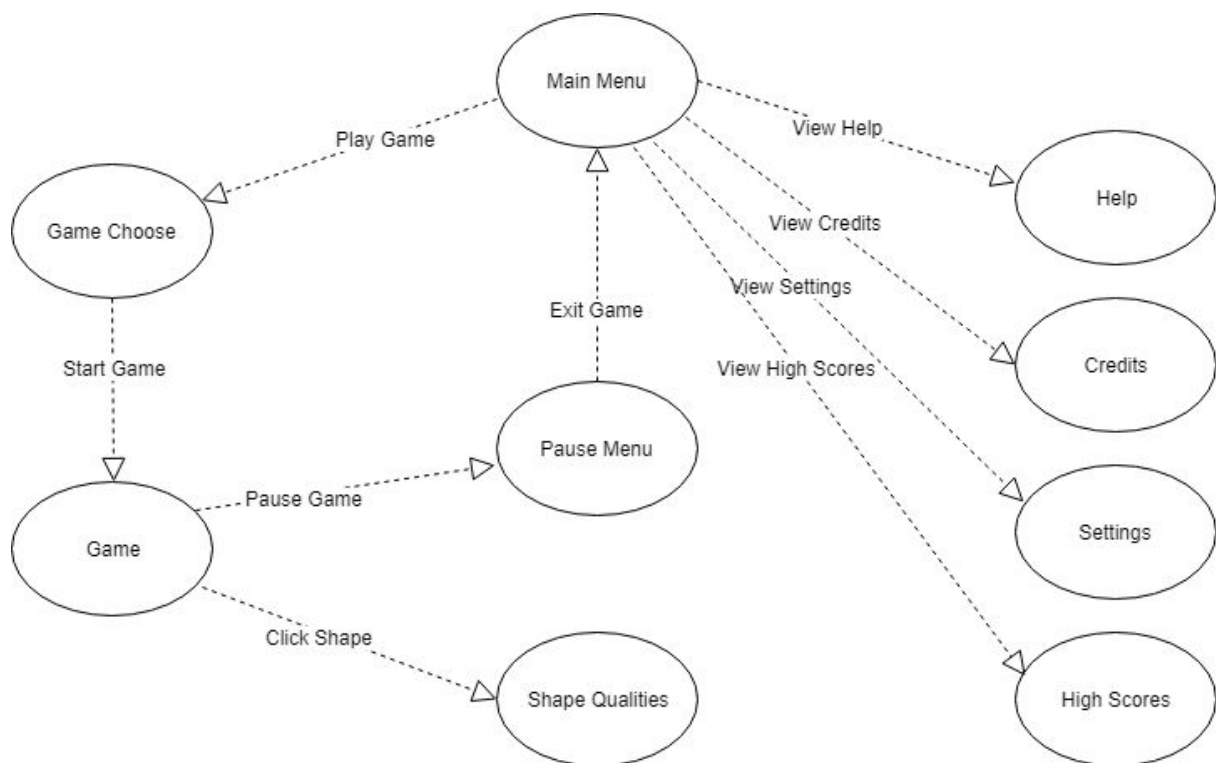 Main Menu
Play Game
View Help
Help
Game Choose
View Credits
View Settings
Exit Game
Start Game
View High Scores
Credits
Pause Menu
Pause Game
Game
Settings
Click Shape
Shape Qualities
High Scores